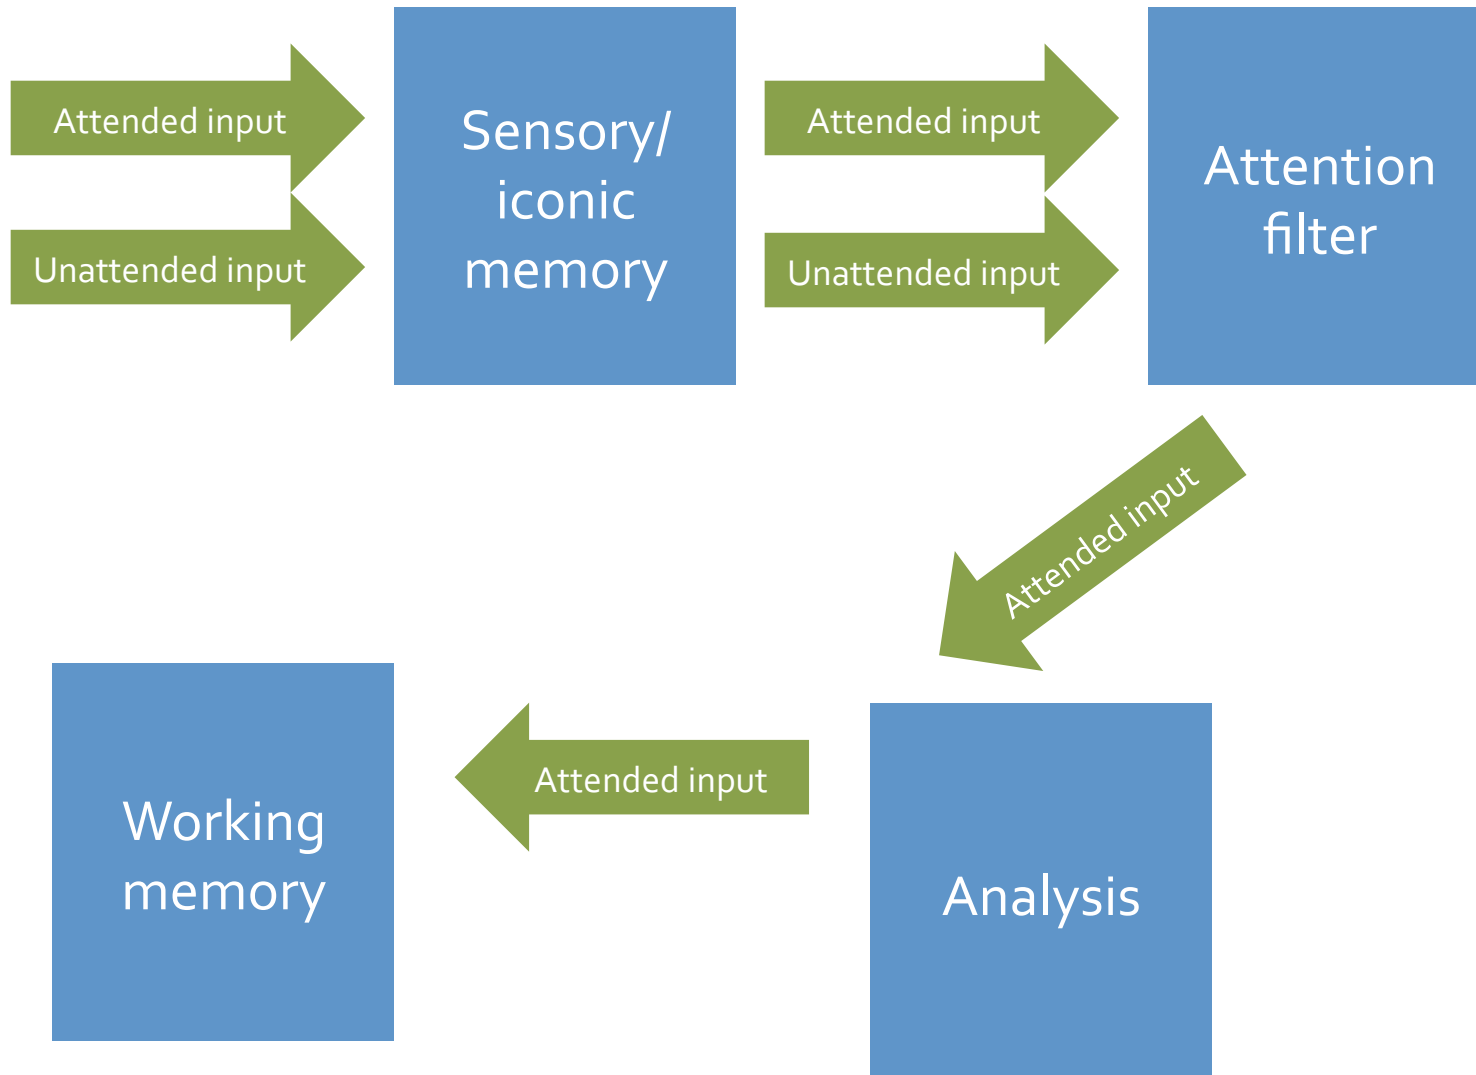 Attended input
Unattended input
Sensory/
iconic
memory
Attended input
Unattended input
Attention
filter
Attended input
Analysis
Attended input
Working
memory